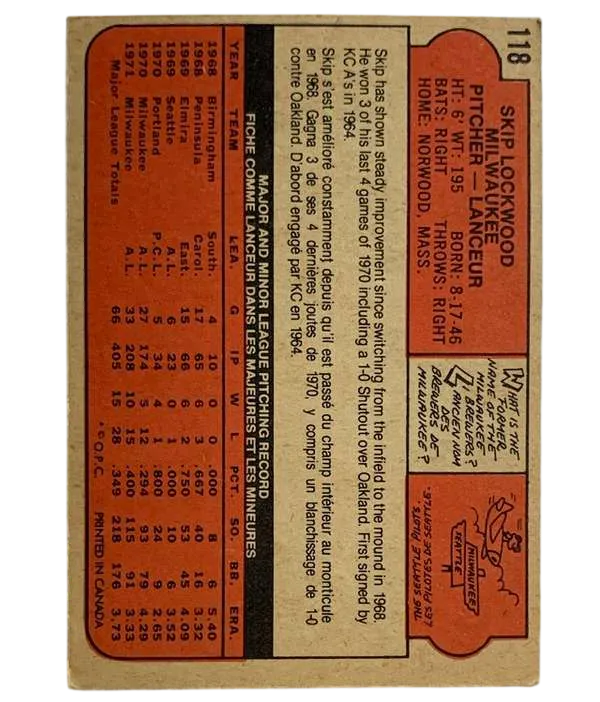 118
SKIP LOCKWOOD
MILWAUKEE
PITCHER — LANCEUR
HT: 6' WT: 195 BORN: 8-17-46
BATS: RIGHT THROWS: RIGHT
HOME: NORWOOD, MASS.
WHAT IS THE
FORMER
NAME OF THE
MILWAUKEE
BREWERS?
L'ANCIEN NOM
DES
BREWERS DE
MILWAUKEE?
MILWAUKEE
SEATTLE
THE SEATTLE PILOTS.
LES PILOTES DE SEATTLE.
Skip has shown steady improvement since switching from the infield to the mound in 1968.
He won 3 of his last 4 games of 1970 including a 1-0 Shutout over Oakland. First signed by
KC A's in 1964.
Skip s'est amélioré constamment depuis qu'il est passé du champ intérieur au monticule
en 1968. Gagna 3 de ses 4 dernières joutes de 1970, y compris un blanchissage de 1-0
contre Oakland. D'abord engagé par KC en 1964.
MAJOR AND MINOR LEAGUE PITCHING RECORD
FICHE COMME LANCEUR DANS LES MAJEURES ET LES MINEURES
YEAR TEAM LEA. G IP W L PCT. SO. BB. ERA.
1968 Birmingham South. 4 10 0 0 .000 8 6 5.40
1968 Peninsula Carol. 17 65 6 3 .667 40 16 3.32
1969 Elmira East. 15 66 6 2 .750 53 45 4.09
1969 Seattle A.L. 6 23 0 1 .000 10 6 3.52
1970 Portland P.C.L. 5 34 4 1 .800 24 9 2.65
1970 Milwaukee A.L. 27 174 5 12 .294 93 79 4.29
1971 Milwaukee A.L. 33 208 10 15 .400 115 91 3.33
Major League Totals 66 405 15 28 .349 218 176 3.73
* © O.P.C. PRINTED IN CANADA